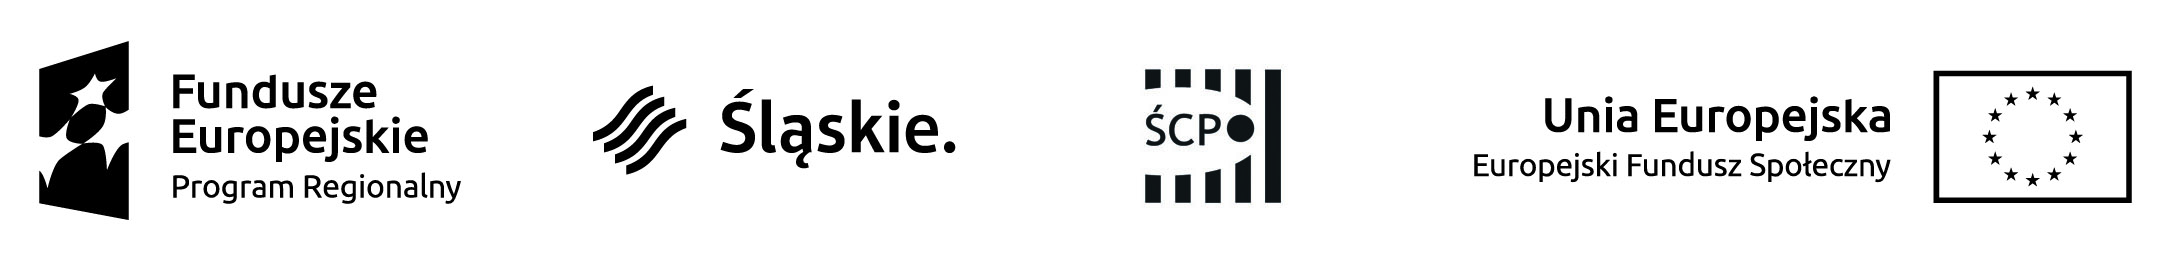 Fundusze
Europejskie
Program Regionalny
Śląskie.
ŚCP
Unia Europejska
Europejski Fundusz Społeczny